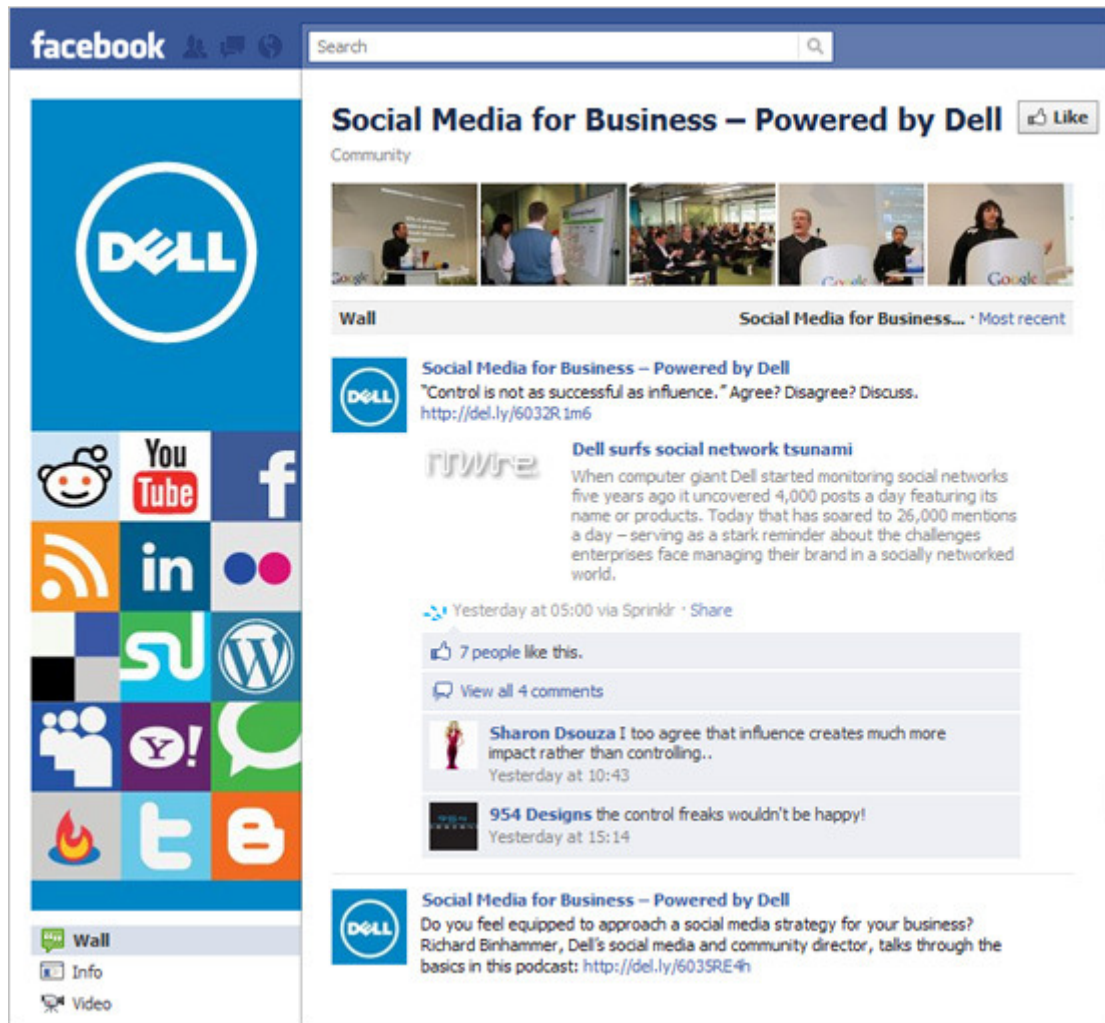 facebook
Search
Social Media for Business – Powered by Dell
Like
Community
Google
Google
Google
Wall
Social Media for Business... · Most recent
DELL
Social Media for Business – Powered by Dell
"Control is not as successful as influence." Agree? Disagree? Discuss.
http://del.ly/6032R1m6
DELL
Dell surfs social network tsunami
When computer giant Dell started monitoring social networks
five years ago it uncovered 4,000 posts a day featuring its
name or products. Today that has soared to 26,000 mentions
a day – serving as a stark reminder about the challenges
enterprises face managing their brand in a socially networked
world.
Yesterday at 05:00 via Sprinklr · Share
7 people like this.
View all 4 comments
Sharon Dsouza I too agree that influence creates much more
impact rather than controlling..
Yesterday at 10:43
954 Designs the control freaks wouldn't be happy!
Yesterday at 15:14
DELL
Social Media for Business – Powered by Dell
Do you feel equipped to approach a social media strategy for your business?
Richard Binhammer, Dell's social media and community director, talks through the
basics in this podcast: http://del.ly/6035RE4h
You
Tube
f
in
Y!
Wall
Info
Video